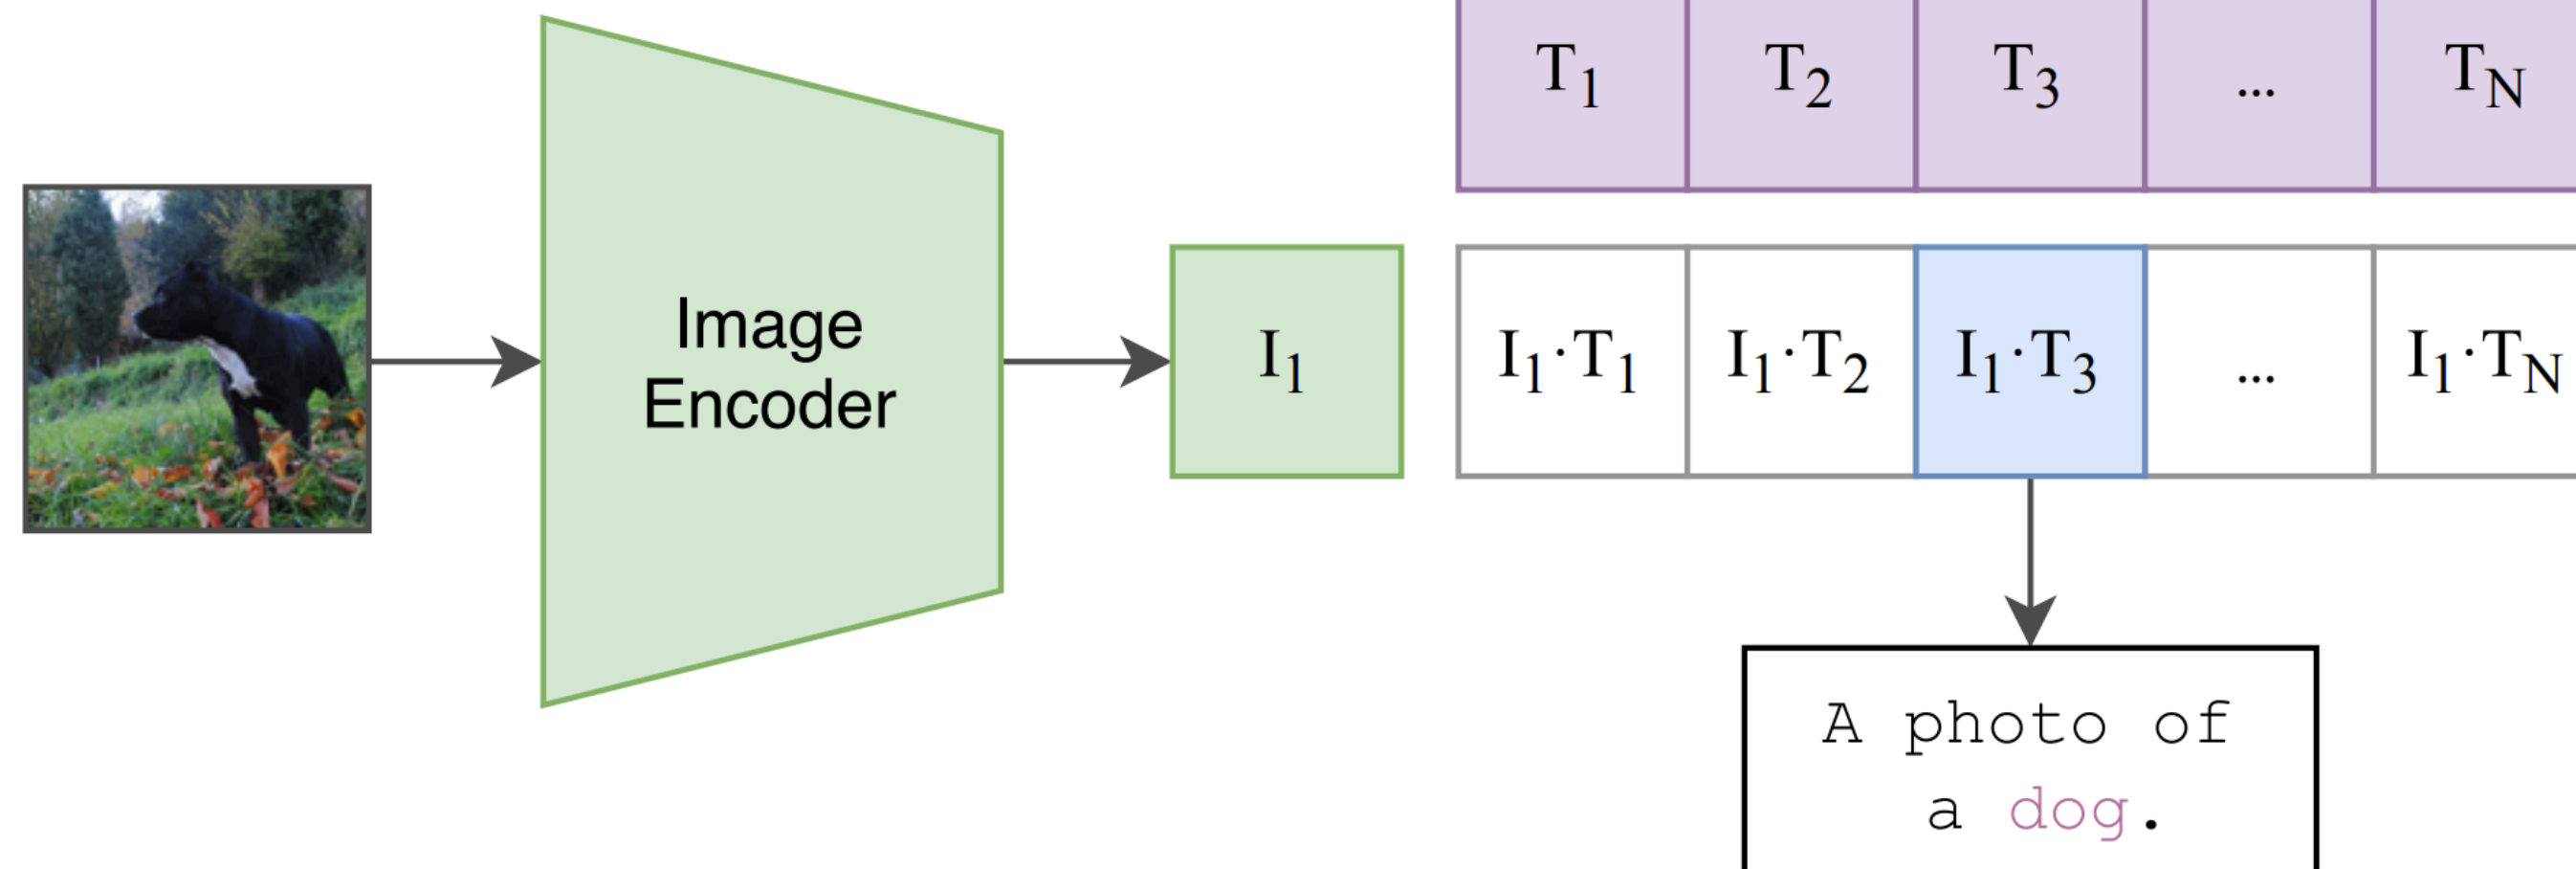 T1 T2 T3 ... TN
Image
Encoder
I1
I1·T1 I1·T2 I1·T3 ... I1·TN
A photo of
a dog.